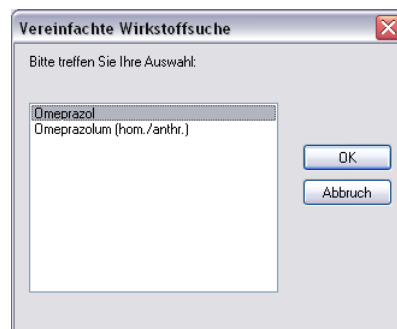 Vereinfachte Wirkstoffsuche
Bitte treffen Sie Ihre Auswahl:
Omeprazol
Omeprazolum (hom./anthr.)
OK
Abbruch